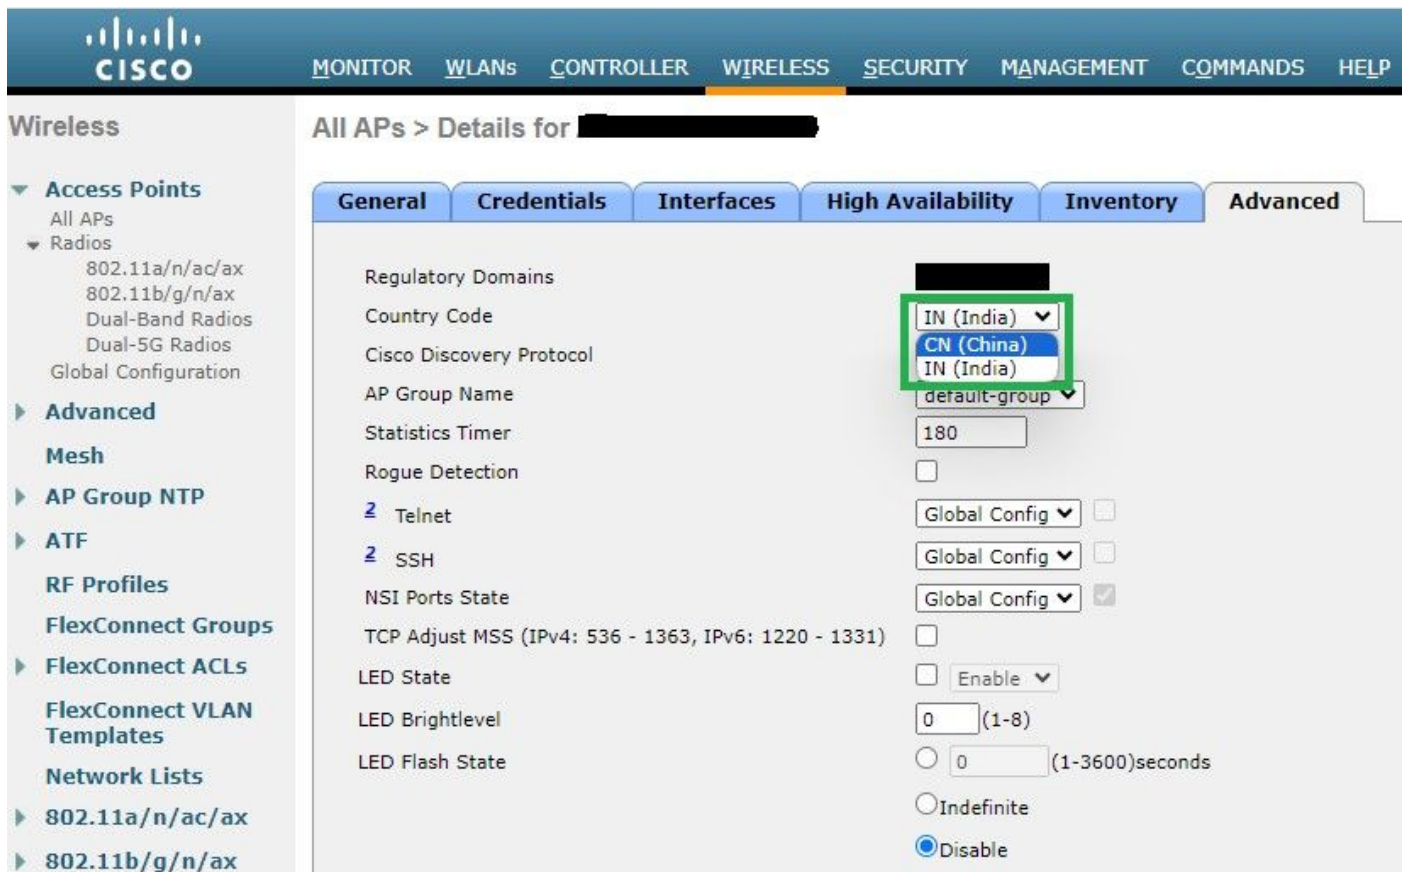 CISCO
MONITOR WLANs CONTROLLER WIRELESS SECURITY MANAGEMENT COMMANDS HELP
Wireless
Access Points
All APs
Radios
802.11a/n/ac/ax
802.11b/g/n/ax
Dual-Band Radios
Dual-5G Radios
Global Configuration
Advanced
Mesh
AP Group NTP
ATF
RF Profiles
FlexConnect Groups
FlexConnect ACLs
FlexConnect VLAN
Templates
Network Lists
802.11a/n/ac/ax
802.11b/g/n/ax
All APs > Details for
General Credentials Interfaces High Availability Inventory Advanced
Regulatory Domains
Country Code IN (India)
CN (China)
Cisco Discovery Protocol
IN (India)
AP Group Name default-group
Statistics Timer 180
Rogue Detection
2 Telnet Global Config
2 SSH Global Config
NSI Ports State Global Config
TCP Adjust MSS (IPv4: 536 - 1363, IPv6: 1220 - 1331)
LED State Enable
LED Brightlevel 0 (1-8)
LED Flash State 0 (1-3600)seconds
Indefinite
Disable